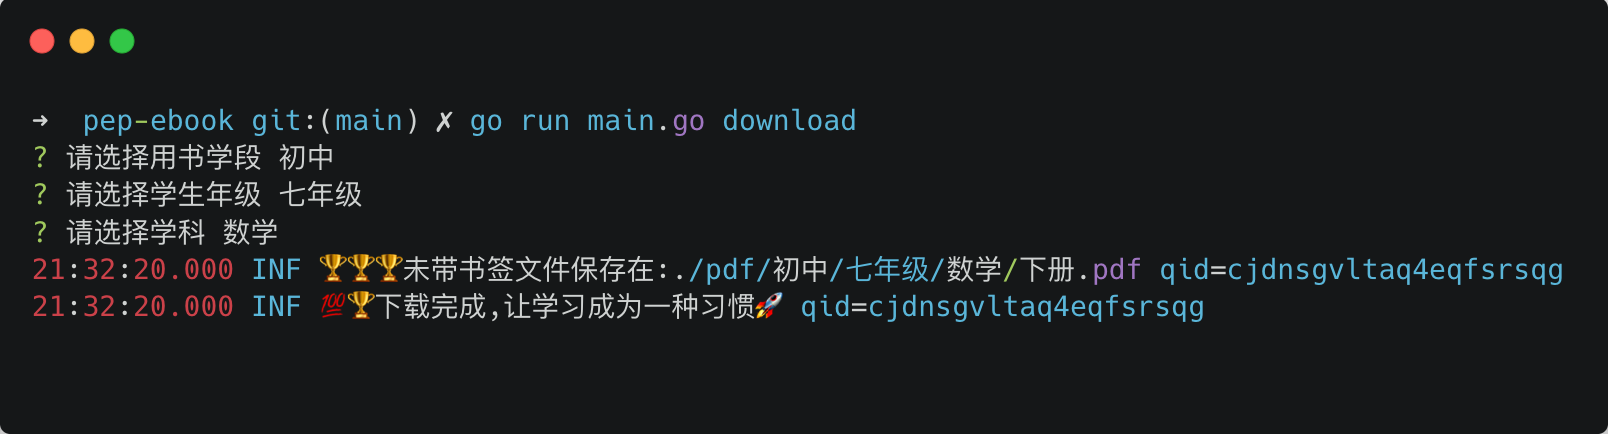 ➜  pep-ebook git:(main) ✗ go run main.go download
? 请选择用书学段 初中
? 请选择学生年级 七年级
? 请选择学科 数学
21:32:20.000 INF 🏆🏆🏆未带书签文件保存在:./pdf/初中/七年级/数学/下册.pdf qid=cjdnsgvltaq4eqfsrsqg
21:32:20.000 INF 💯🏆下载完成,让学习成为一种习惯🚀 qid=cjdnsgvltaq4eqfsrsqg